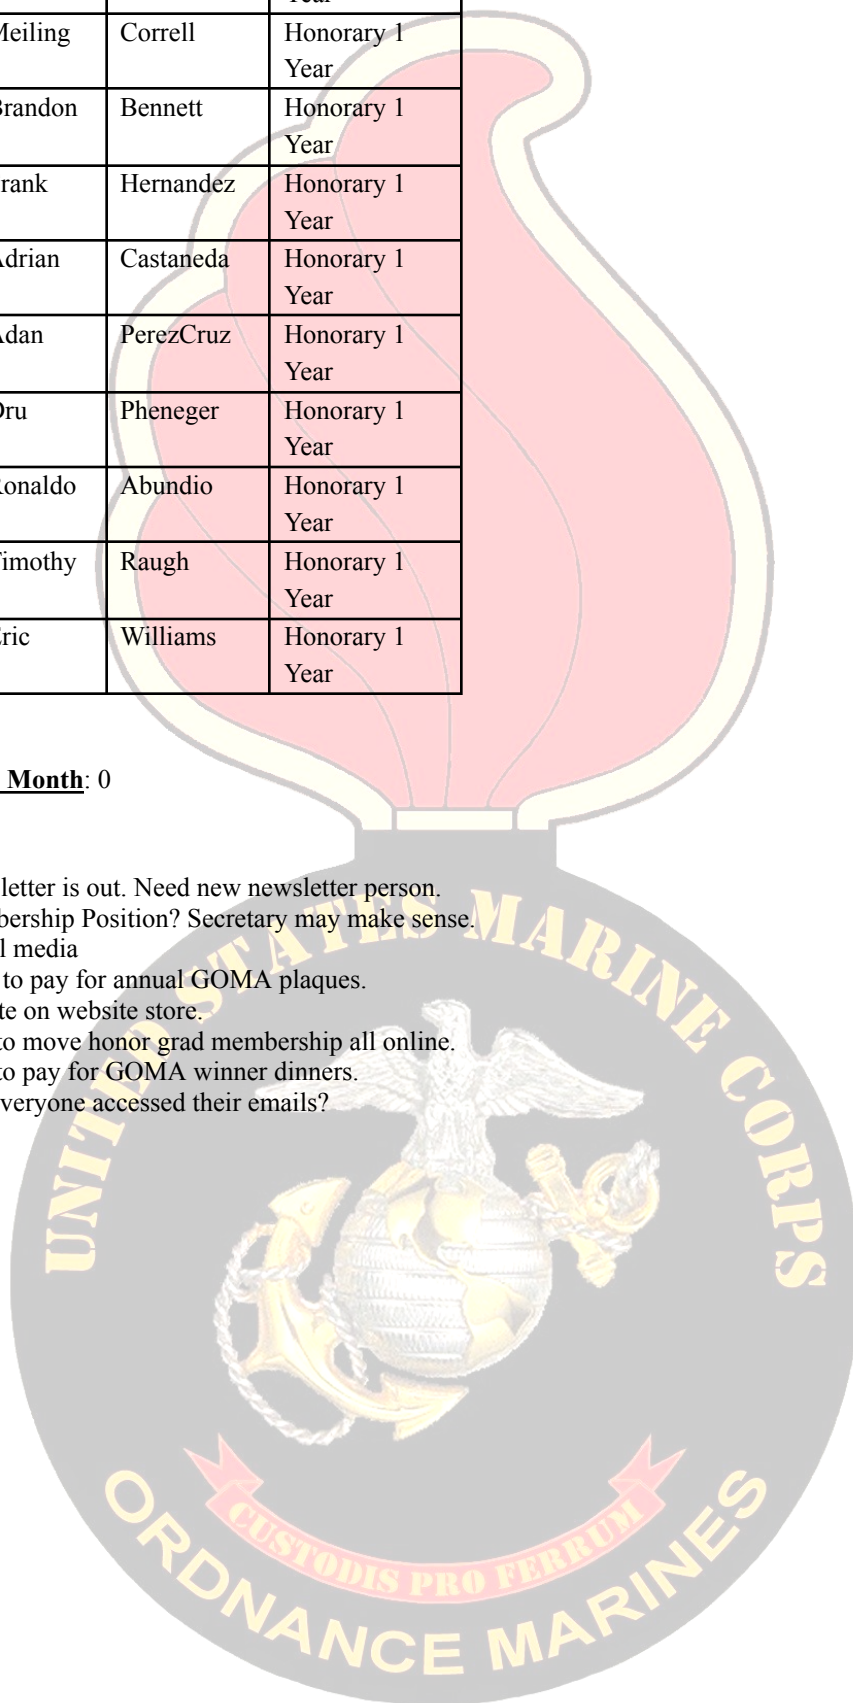 Year
Meiling Correll Honorary 1
Year
Brandon Bennett Honorary 1
Year
rank Hernandez Honorary 1
Year
Adrian Castaneda Honorary 1
Year
Adan PerezCruz Honorary 1
Year
Dru Pheneger Honorary 1
Year
Ronaldo Abundio Honorary 1
Year
Timothy Raugh Honorary 1
Year
Eric Williams Honorary 1
Year
Month: 0
letter is out. Need new newsletter person.
bership Position? Secretary may make sense.
l media
to pay for annual GOMA plaques.
te on website store.
to move honor grad membership all online.
to pay for GOMA winner dinners.
veryone accessed their emails?
UNITED STATES MARINE CORPS
CUSTODIS PRO FERRUM
ORDNANCE MARINES